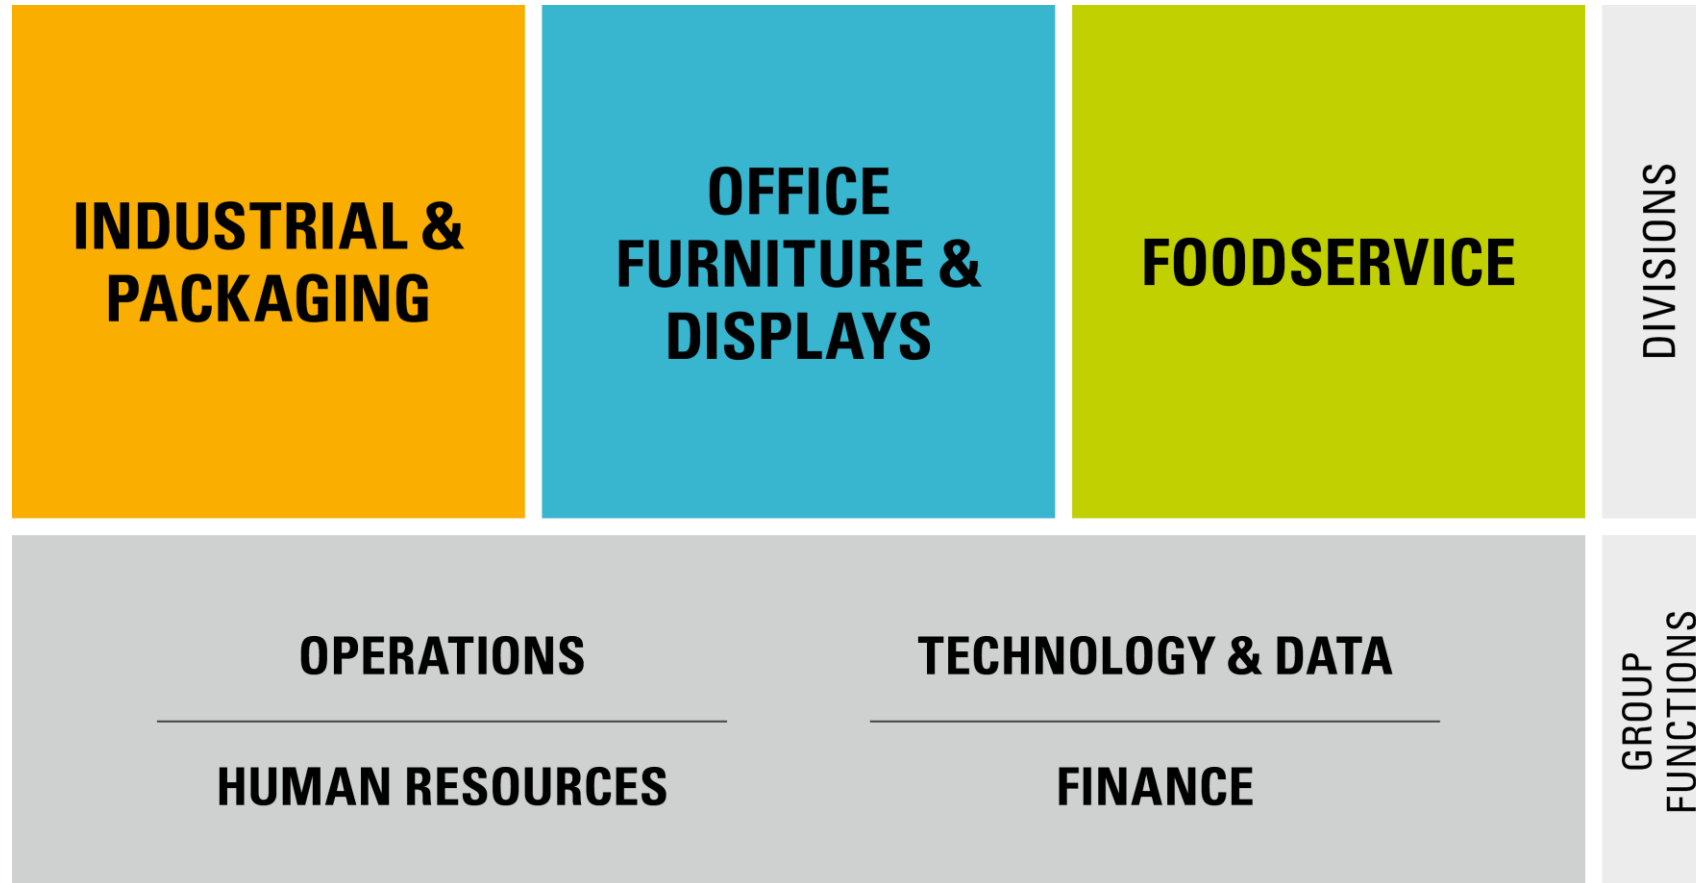 INDUSTRIAL &
PACKAGING
OFFICE
FURNITURE &
DISPLAYS
FOODSERVICE
DIVISIONS
OPERATIONS
HUMAN RESOURCES
TECHNOLOGY & DATA
FINANCE
GROUP
FUNCTIONS